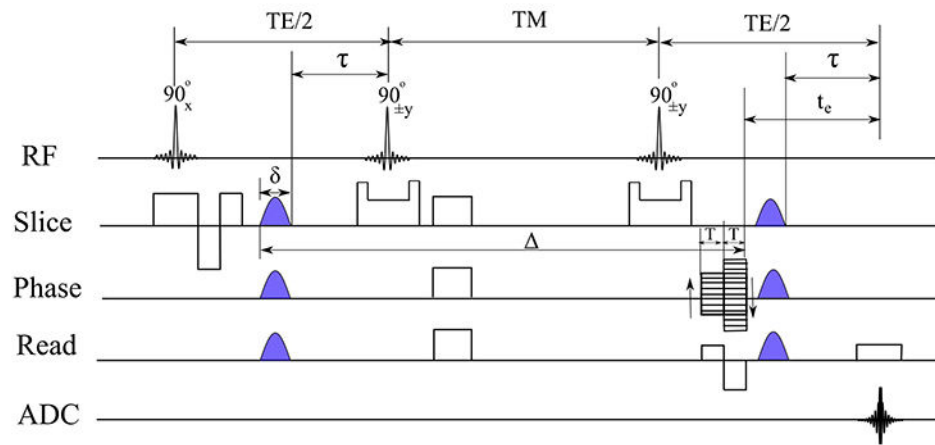 TE/2 TM TE/2
τ τ
90°x 90°±y 90°±y tₑ
RF
δ
Slice
Δ T T
Phase
Read
ADC